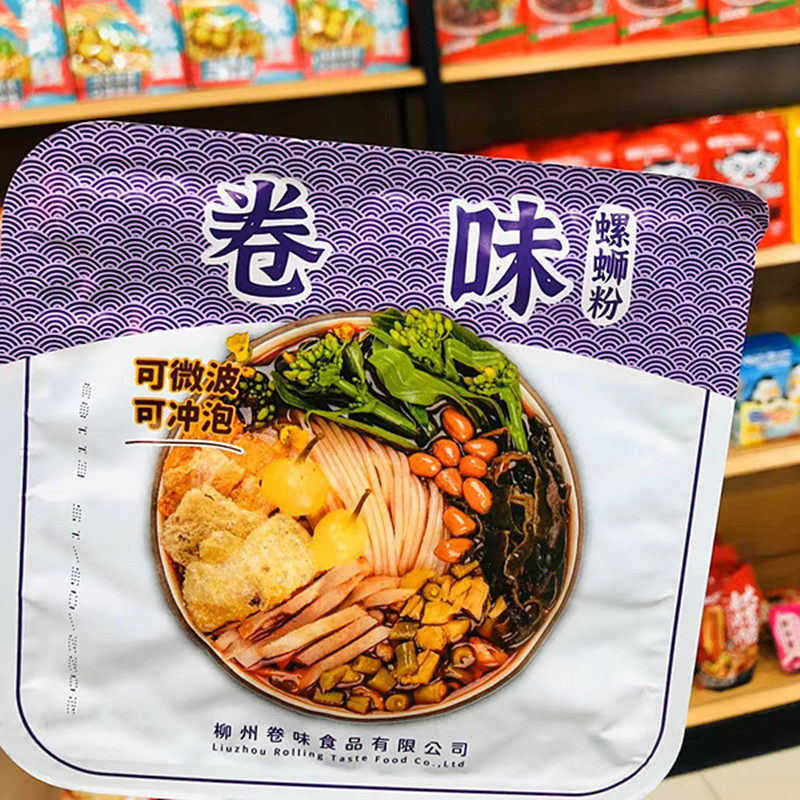 卷味
螺蛳粉
可微波
可冲泡
柳州卷味食品有限公司
Liuzhou Rolling Taste Food Co.,Ltd